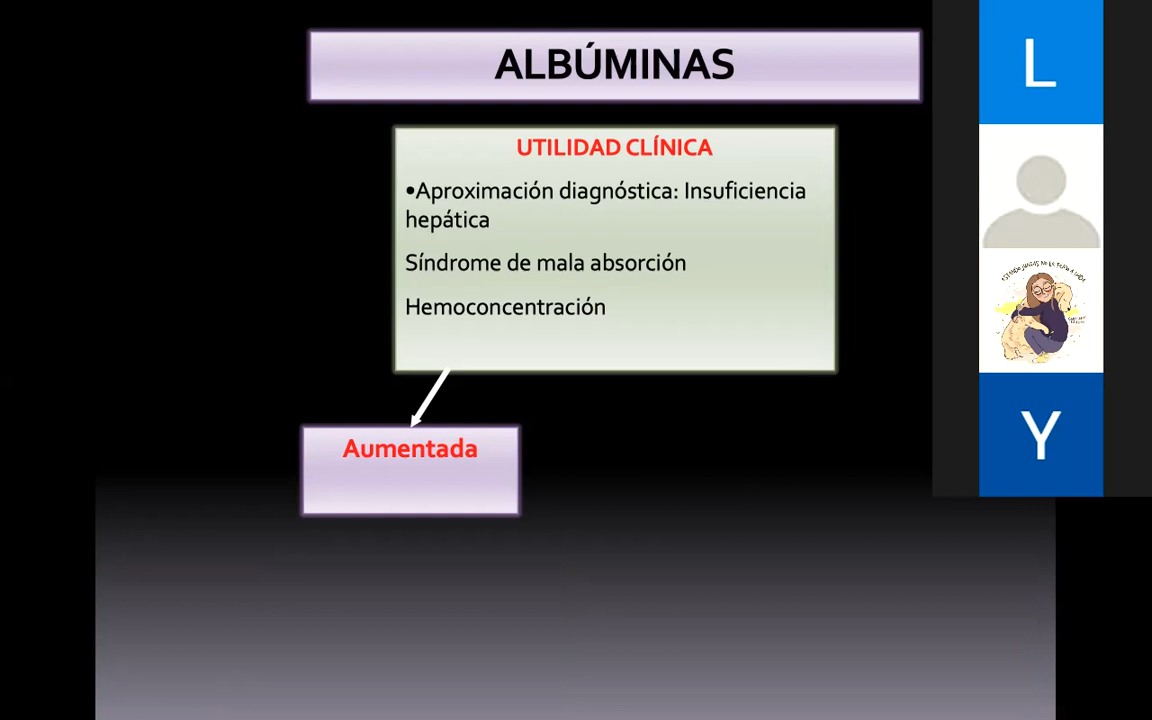 ALBÚMINAS
UTILIDAD CLÍNICA
•Aproximación diagnóstica: Insuficiencia
hepática
Síndrome de mala absorción
Hemoconcentración
Aumentada
L
Y